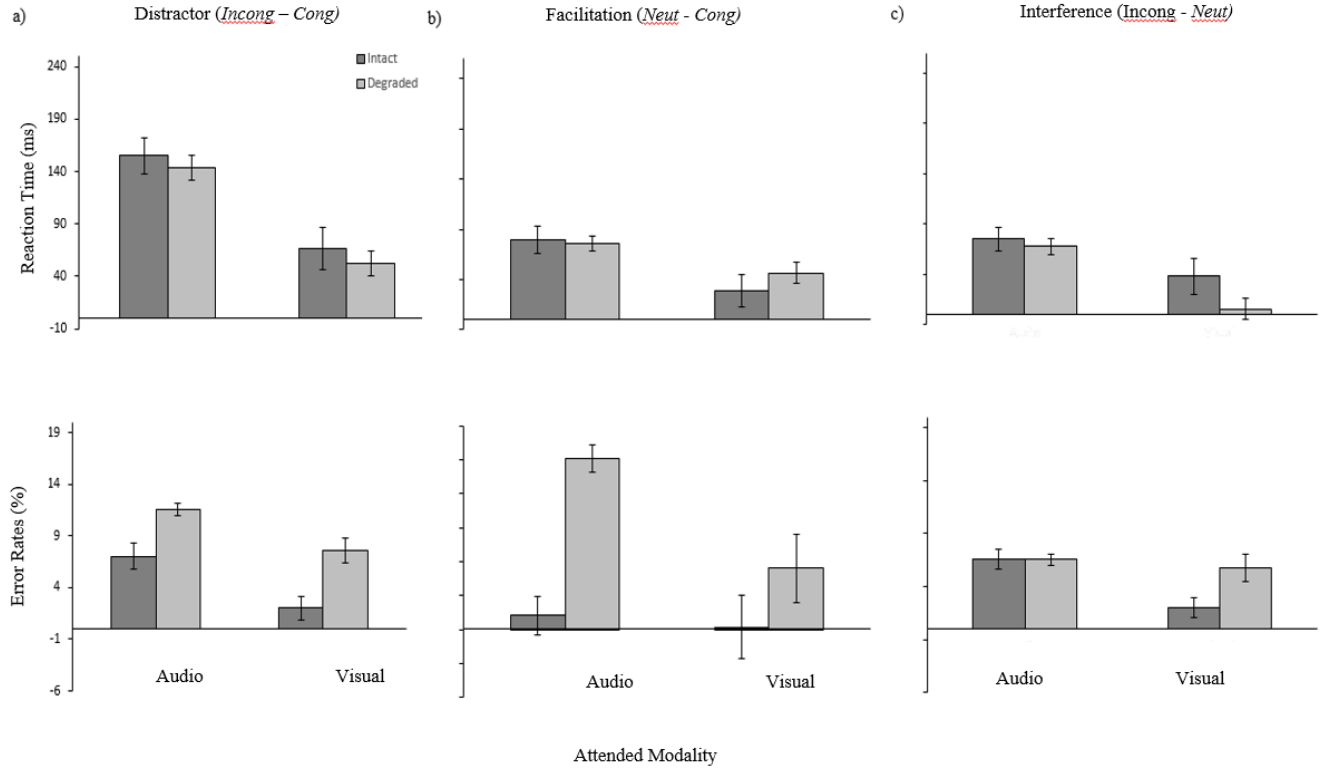 a) Distractor (Incong – Cong)
b) Facilitation (Neut - Cong)
c) Interference (Incong - Neut)
Intact
Degraded
Reaction Time (ms)
240
190
140
90
40
-10
Error Rates (%)
19
14
9
4
-1
-6
Audio Visual
Audio Visual
Audio Visual
Attended Modality